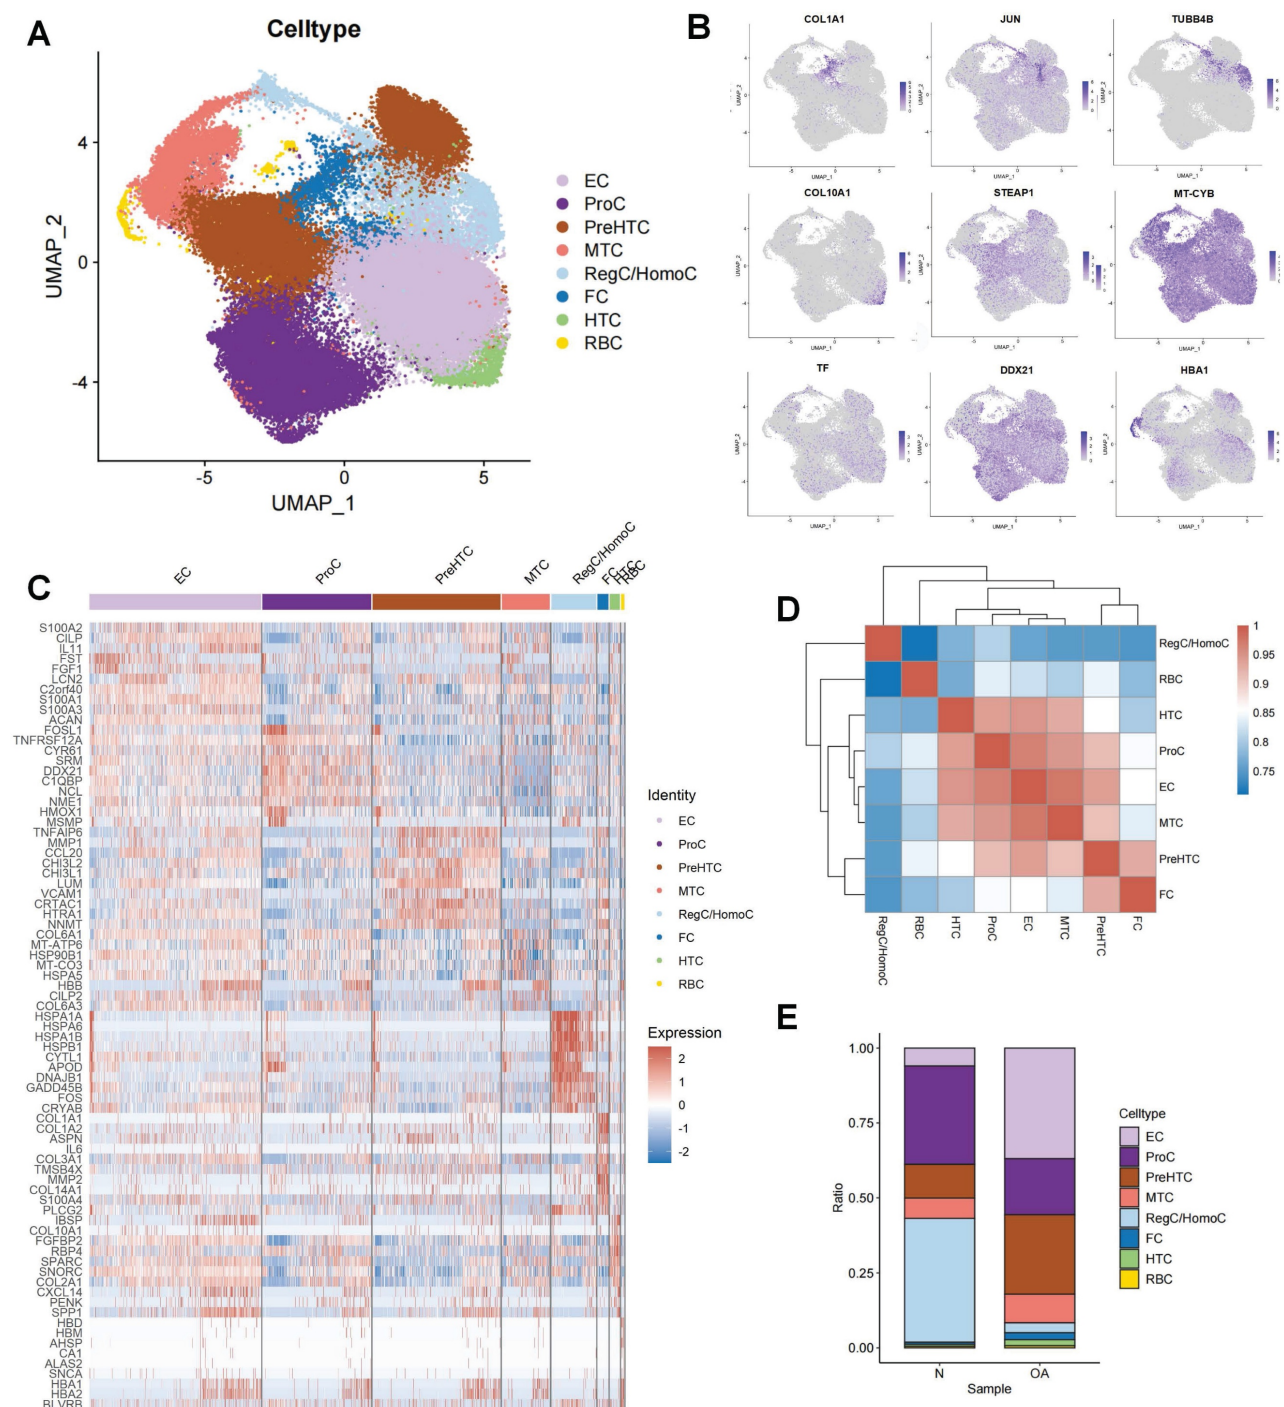 A
Celltype
UMAP_2
4
0
-4
-5
0
5
UMAP_1
EC
ProC
PreHTC
MTC
RegC/HomoC
FC
HTC
RBC
B
COL1A1
JUN
TUBB4B
COL10A1
STEAP1
MT-CYB
TF
DDX21
HBA1
UMAP_2
UMAP_1
C
EC
ProC
PreHTC
MTC
RegC/HomoC
FC
HTC
RBC
S100A2
CILP
IL11
FST
FGF1
LCN2
C2orf40
S100A1
S100A3
ACAN
FOSL1
TNFRSF12A
CYR61
SRM
DDX21
C1QBP
NCL
NME1
HMOX1
MSMP
TNFAIP6
MMP1
CCL20
CHI3L2
CHI3L1
LUM
VCAM1
CRTAC1
HTRA1
NNMT
COL6A1
MT-ATP6
HSP90B1
MT-CO3
HSPA5
HBB
CILP2
COL6A3
HSPA1A
HSPA6
HSPA1B
HSPB1
CYTL1
APOD
DNAJB1
GADD45B
FOS
CRYAB
COL1A1
COL1A2
ASPN
IL6
COL3A1
TMSB4X
MMP2
COL14A1
S100A4
PLCG2
IBSP
COL10A1
FGFBP2
RBP4
SPARC
SNORC
COL2A1
CXCL14
PENK
SPP1
HBD
HBM
AHSP
CA1
ALAS2
SNCA
HBA1
HBA2
BLVRB
Identity
EC
ProC
PreHTC
MTC
RegC/HomoC
FC
HTC
RBC
Expression
2
1
0
-1
-2
D
RegC/HomoC
RBC
HTC
ProC
EC
MTC
PreHTC
FC
RegC/HomoC
RBC
HTC
ProC
EC
MTC
PreHTC
FC
1
0.95
0.9
0.85
0.8
0.75
E
Ratio
1.00
0.75
0.50
0.25
0.00
N
OA
Sample
Celltype
EC
ProC
PreHTC
MTC
RegC/HomoC
FC
HTC
RBC